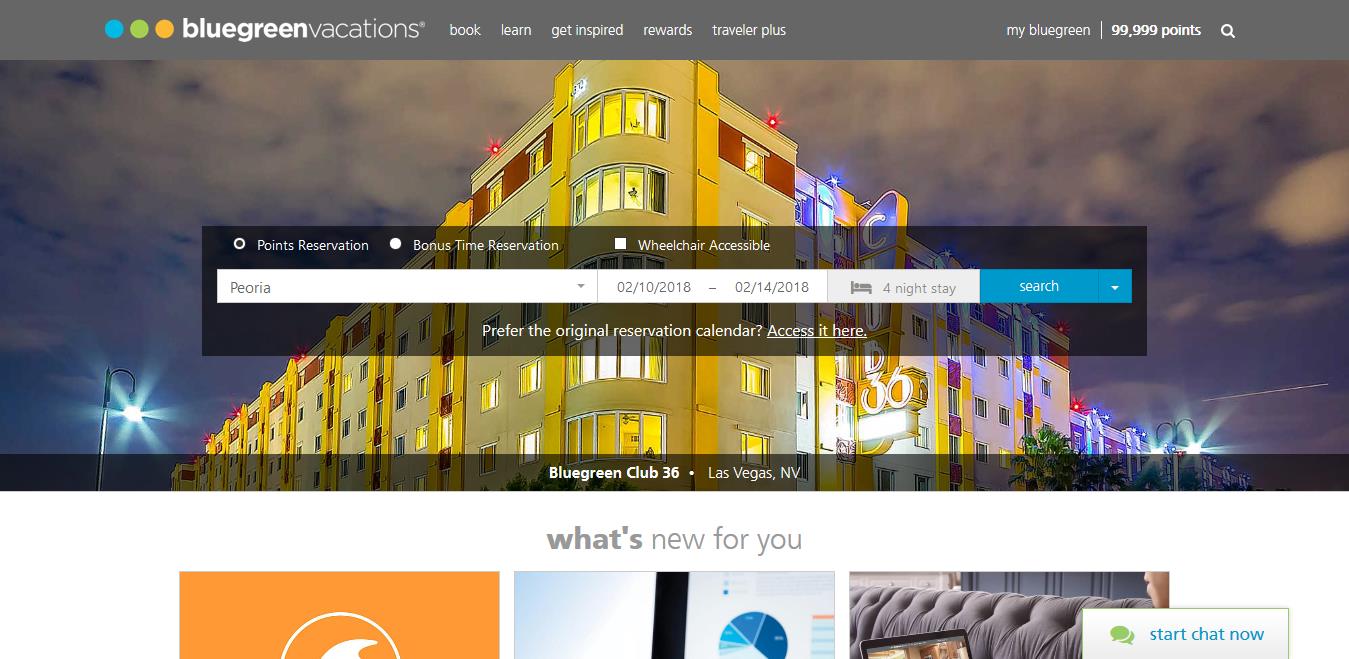 bluegreenvacations® book learn get inspired rewards traveler plus my bluegreen 99,999 points
Points Reservation Bonus Time Reservation Wheelchair Accessible
Peoria 02/10/2018 – 02/14/2018 4 night stay search
Prefer the original reservation calendar? Access it here.
C
L
U
B
36
Bluegreen Club 36 • Las Vegas, NV
what's new for you
start chat now